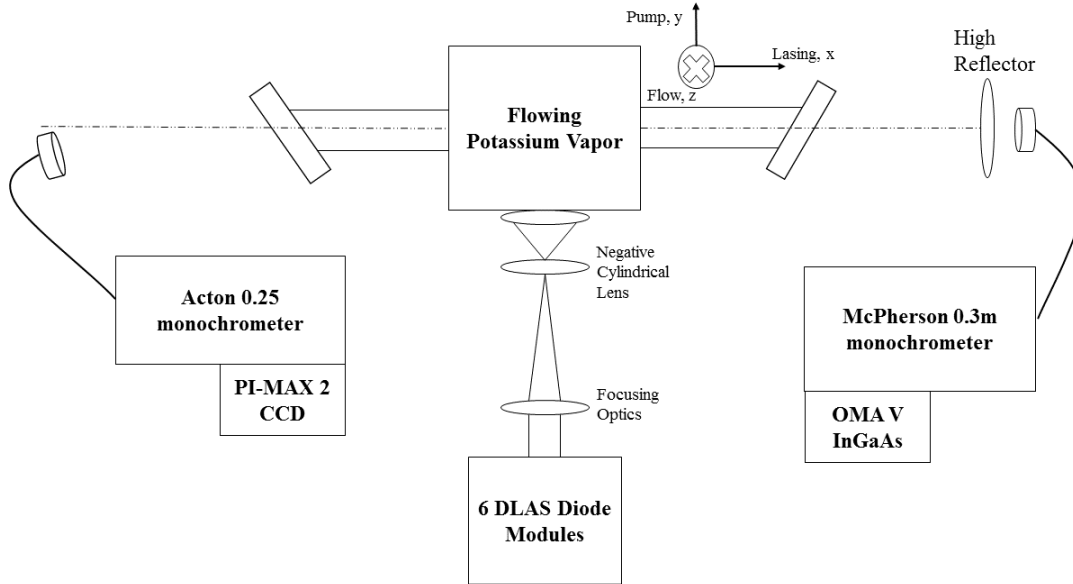 Pump, y
Lasing, x
Flow, z
High
Reflector
Flowing
Potassium Vapor
Negative
Cylindrical
Lens
Acton 0.25
monochrometer
PI-MAX 2
CCD
McPherson 0.3m
monochrometer
OMA V
InGaAs
Focusing
Optics
6 DLAS Diode
Modules